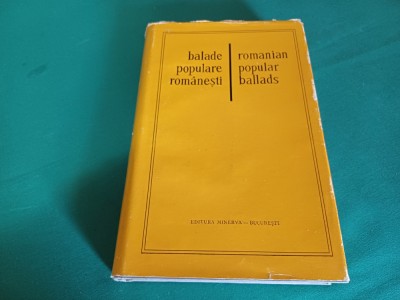 balade
populare
românești
romanian
popular
ballads
EDITURA MINERVA – BUCUREȘTI